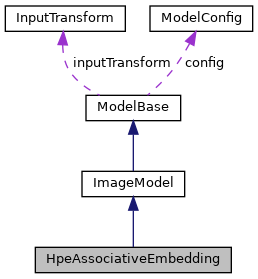 InputTransform
ModelConfig
inputTransform
config
ModelBase
ImageModel
HpeAssociativeEmbedding